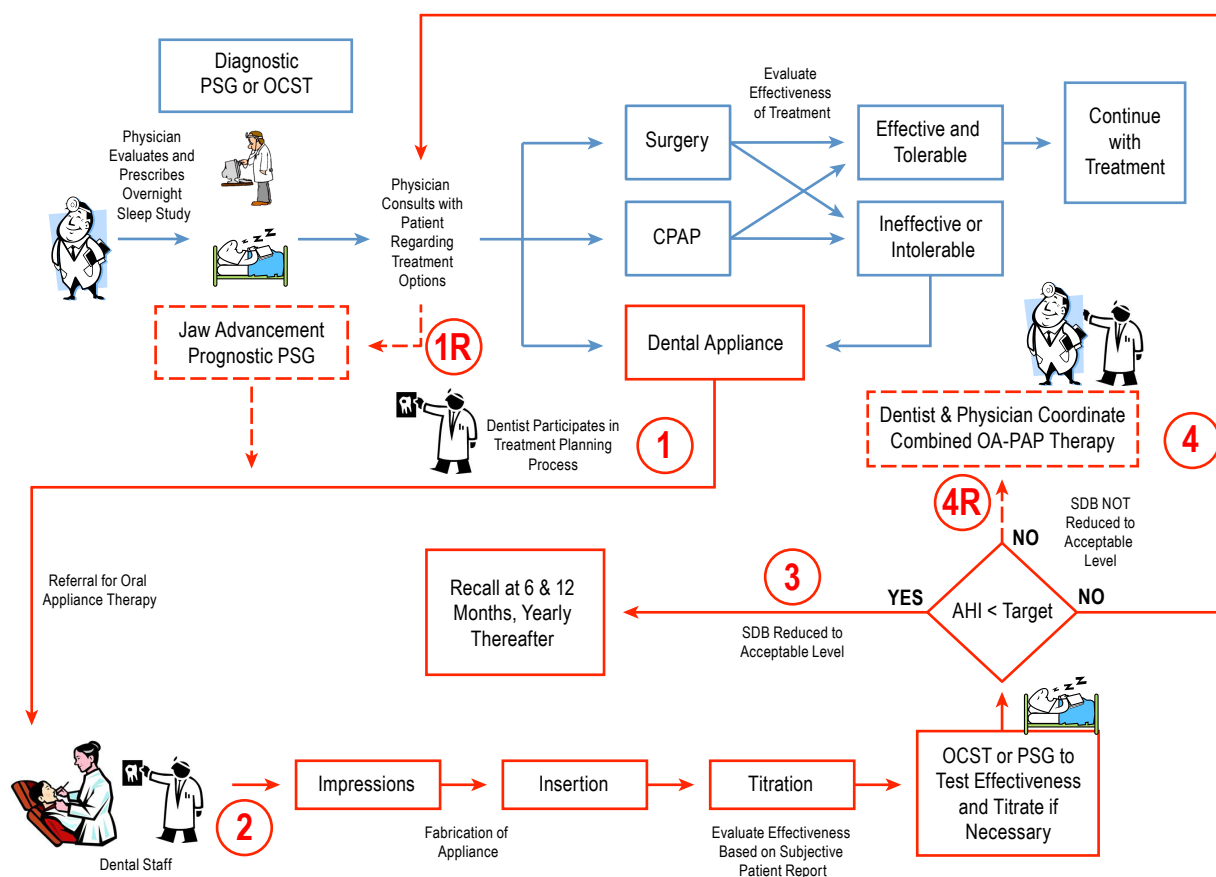 Diagnostic
PSG or OCST
Physician
Evaluates and
Prescribes
Overnight
Sleep Study
z z z
Physician
Consults with
Patient
Regarding
Treatment
Options
Evaluate
Effectiveness
of Treatment
Surgery
CPAP
Effective and
Tolerable
Ineffective or
Intolerable
Continue
with
Treatment
Jaw Advancement
Prognostic PSG
1R
Dental Appliance
Dentist Participates in
Treatment Planning
Process
1
Dentist & Physician Coordinate
Combined OA-PAP Therapy
4
4R
SDB NOT
Reduced to
Acceptable
Level
NO
Referral for Oral
Appliance Therapy
Recall at 6 & 12
Months, Yearly
Thereafter
3
YES
SDB Reduced to
Acceptable Level
AHI < Target
NO
z z z
Dental Staff
2
Impressions
Fabrication of
Appliance
Insertion
Titration
Evaluate Effectiveness
Based on Subjective
Patient Report
OCST or PSG to
Test Effectiveness
and Titrate if
Necessary